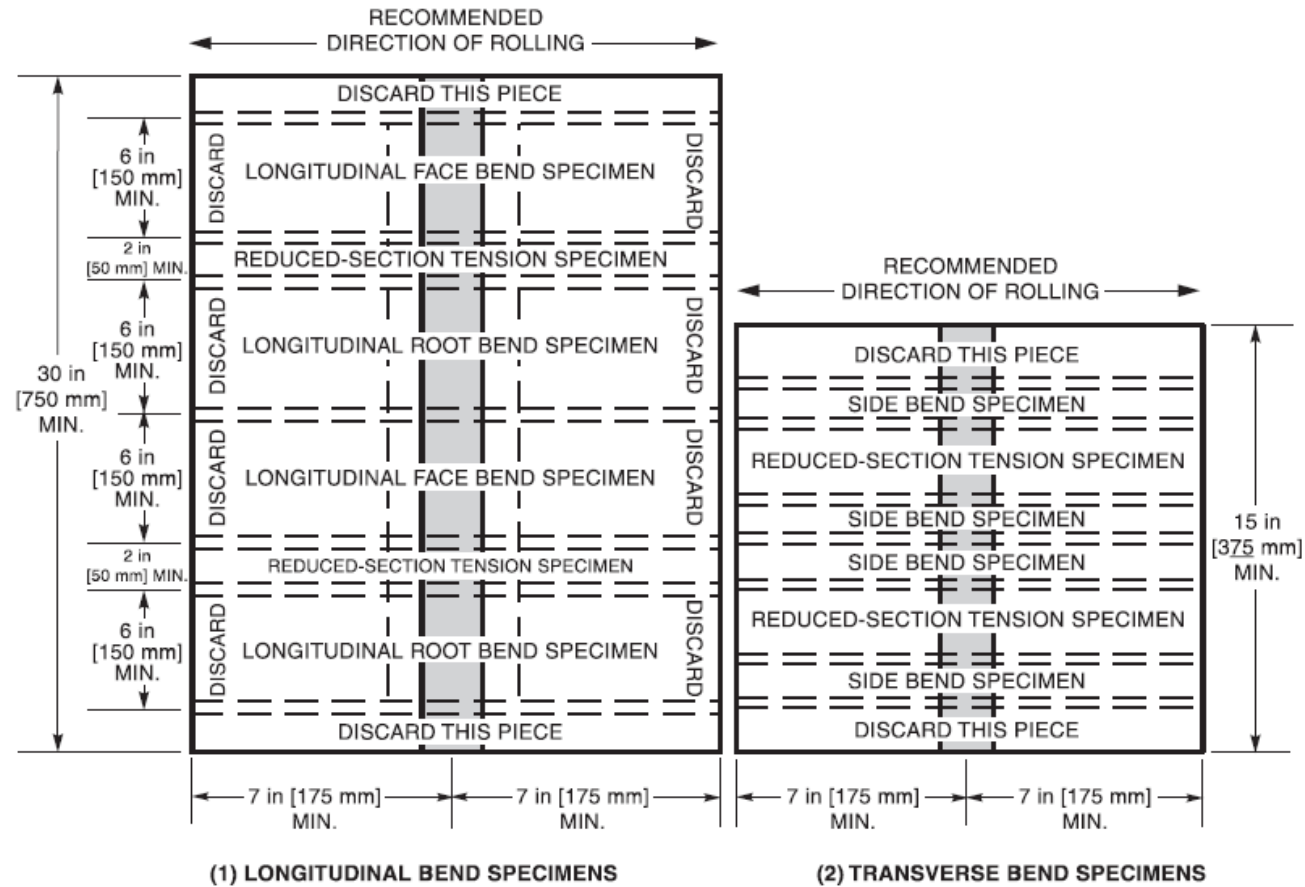 RECOMMENDED
DIRECTION OF ROLLING
DISCARD THIS PIECE
6 in
[150 mm]
MIN.
DISCARD
LONGITUDINAL FACE BEND SPECIMEN
DISCARD
2 in
[50 mm] MIN.
REDUCED-SECTION TENSION SPECIMEN
6 in
[150 mm]
MIN.
DISCARD
LONGITUDINAL ROOT BEND SPECIMEN
DISCARD
30 in
[750 mm]
MIN.
6 in
[150 mm]
MIN.
DISCARD
LONGITUDINAL FACE BEND SPECIMEN
DISCARD
2 in
[50 mm] MIN.
REDUCED-SECTION TENSION SPECIMEN
6 in
[150 mm]
MIN.
DISCARD
LONGITUDINAL ROOT BEND SPECIMEN
DISCARD
DISCARD THIS PIECE
7 in [175 mm]
MIN.
7 in [175 mm]
MIN.
(1) LONGITUDINAL BEND SPECIMENS
RECOMMENDED
DIRECTION OF ROLLING
DISCARD THIS PIECE
SIDE BEND SPECIMEN
REDUCED-SECTION TENSION SPECIMEN
SIDE BEND SPECIMEN
SIDE BEND SPECIMEN
REDUCED-SECTION TENSION SPECIMEN
SIDE BEND SPECIMEN
DISCARD THIS PIECE
15 in
[375 mm]
MIN.
7 in [175 mm]
MIN.
7 in [175 mm]
MIN.
(2) TRANSVERSE BEND SPECIMENS